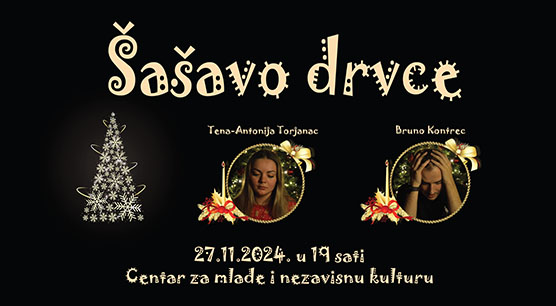 Šašavo drvce
Tena-Antonija Torjanac
Bruno Kontrec
27.11.2024. u 19 sati
Centar za mlade i nezavisnu kulturu